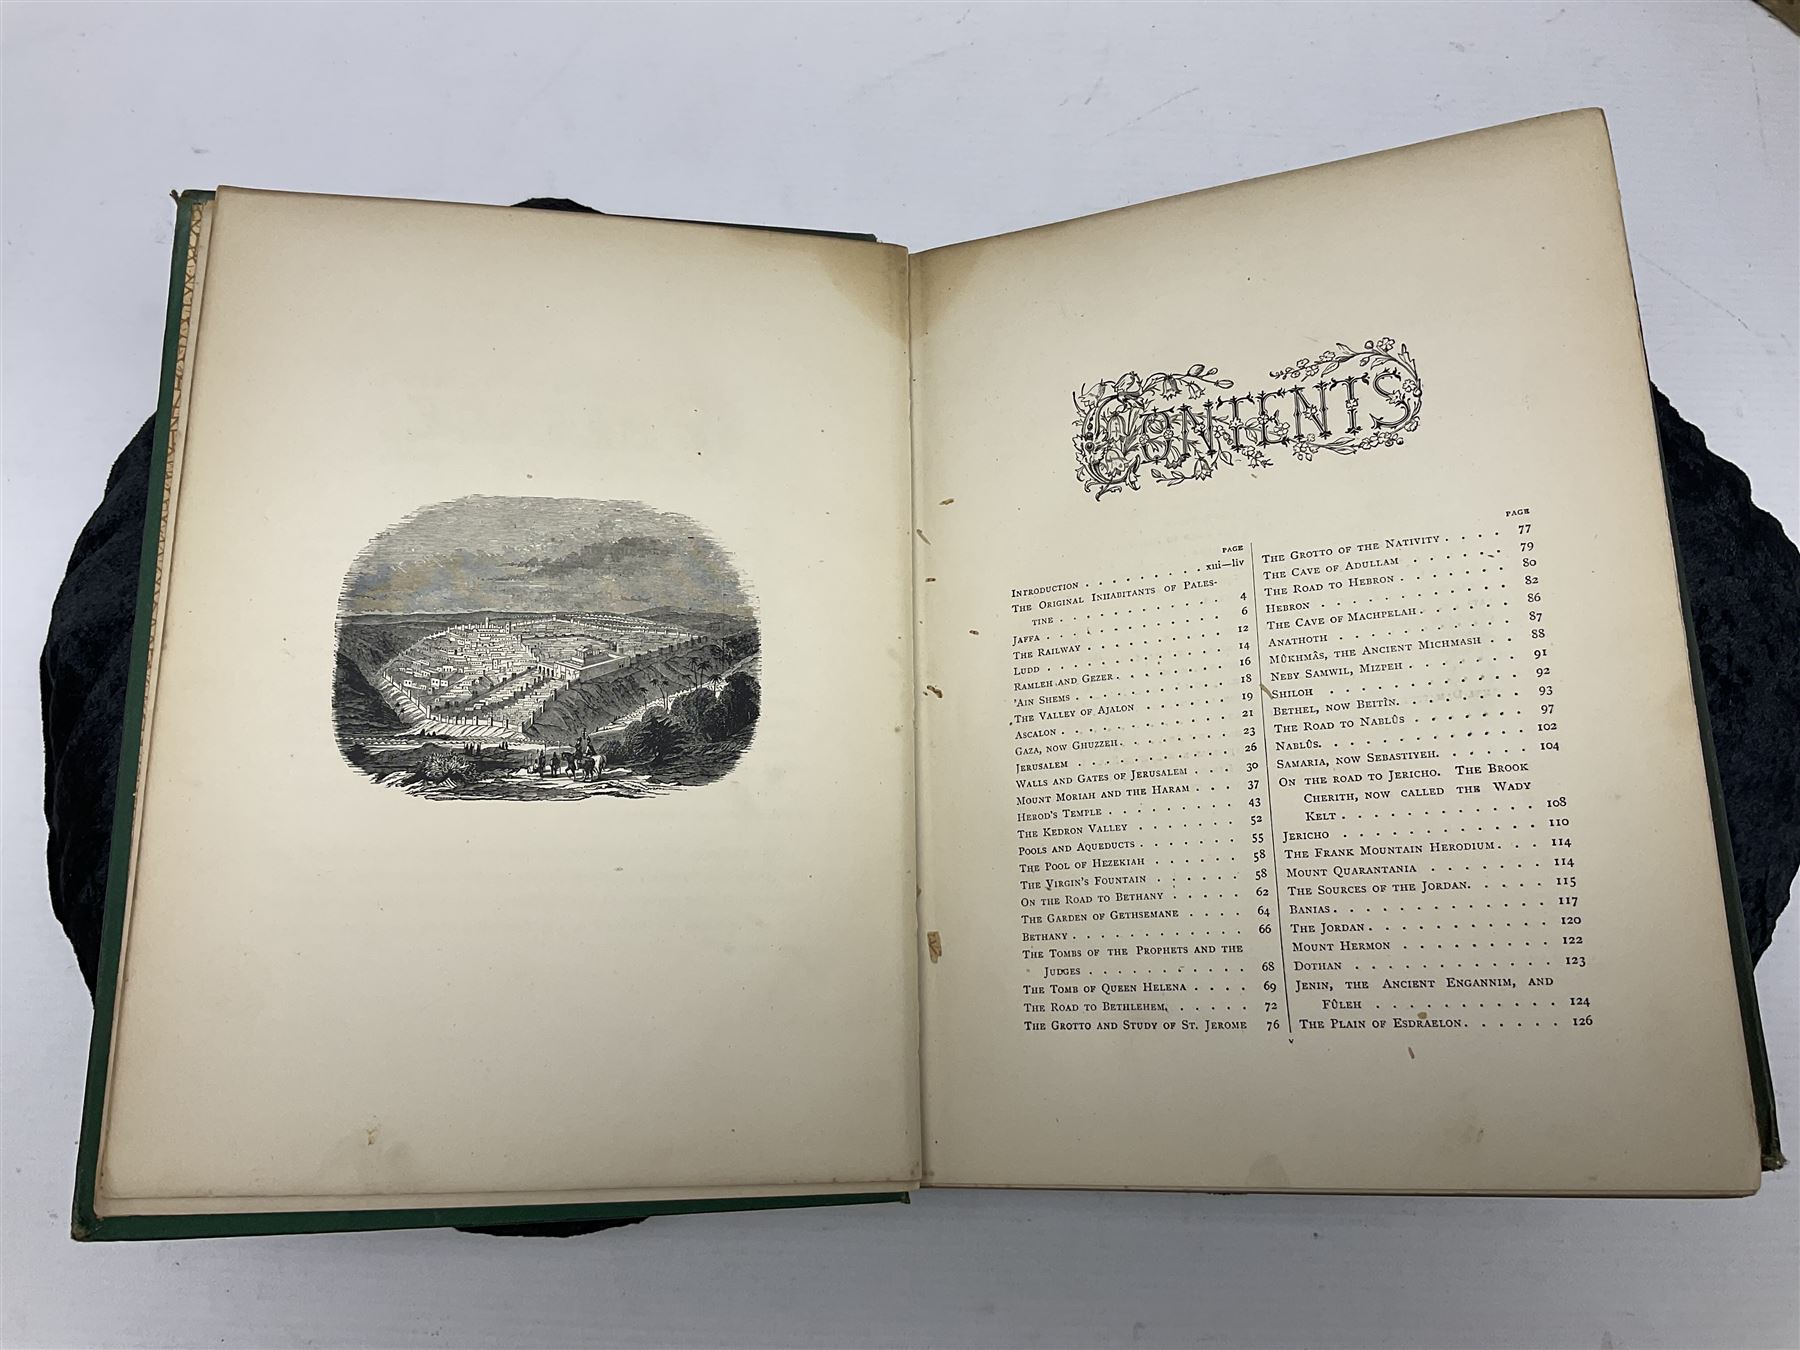 CONTENTS
PAGE
INTRODUCTION . . . . . . . . xiii—liv
THE ORIGINAL INHABITANTS OF PALES-
TINE . . . . . . . . . . 4
JAFFA . . . . . . . . . . . 6
THE RAILWAY . . . . . . . . . 12
LUDD . . . . . . . . . . . 14
RAMLEH AND GEZER . . . . . . . 16
'AIN SHEMS . . . . . . . . . 18
THE VALLEY OF AJALON . . . . . . 19
ASCALON . . . . . . . . . . 21
GAZA, NOW GHUZZEH . . . . . . . 23
JERUSALEM . . . . . . . . . . 26
WALLS AND GATES OF JERUSALEM . . . 30
MOUNT MORIAH AND THE HARAM . . . 37
HEROD'S TEMPLE . . . . . . . . 43
THE KEDRON VALLEY . . . . . . . 52
POOLS AND AQUEDUCTS . . . . . . 55
THE POOL OF HEZEKIAH . . . . . . 58
THE VIRGIN'S FOUNTAIN . . . . . . 58
ON THE ROAD TO BETHANY . . . . . 62
THE GARDEN OF GETHSEMANE . . . . 64
BETHANY . . . . . . . . . . . 66
THE TOMBS OF THE PROPHETS AND THE
JUDGES . . . . . . . . . . 68
THE TOMB OF QUEEN HELENA . . . . 69
THE ROAD TO BETHLEHEM . . . . . 72
THE GROTTO AND STUDY OF ST. JEROME 76
PAGE
THE GROTTO OF THE NATIVITY . . . . 77
THE CAVE OF ADULLAM . . . . . . 79
THE ROAD TO HEBRON . . . . . . 80
HEBRON . . . . . . . . . . . 82
THE CAVE OF MACHPELAH . . . . . . 86
ANATHOTH . . . . . . . . . . 87
MÛKHMÂS, THE ANCIENT MICHMASH . . 88
NEBY SAMWIL, MIZPEH . . . . . . 91
SHILOH . . . . . . . . . . . 92
BETHEL, NOW BEITÎN . . . . . . . 93
THE ROAD TO NABLÛS . . . . . . . 97
NABLÛS . . . . . . . . . . . 102
SAMARIA, NOW SEBASTIYEH . . . . . 104
ON THE ROAD TO JERICHO. THE BROOK
CHERITH, NOW CALLED THE WADY
KELT . . . . . . . . . . . 108
JERICHO . . . . . . . . . . . 110
THE FRANK MOUNTAIN HERODIUM . . . 114
MOUNT QUARANTANIA . . . . . . . 114
THE SOURCES OF THE JORDAN . . . . . 115
BANIAS . . . . . . . . . . . 117
THE JORDAN . . . . . . . . . . 120
MOUNT HERMON . . . . . . . . . 122
DOTHAN . . . . . . . . . . . 123
JENIN, THE ANCIENT ENGANNIM, AND
FÛLEH . . . . . . . . . . 124
THE PLAIN OF ESDRAELON . . . . . . 126
v